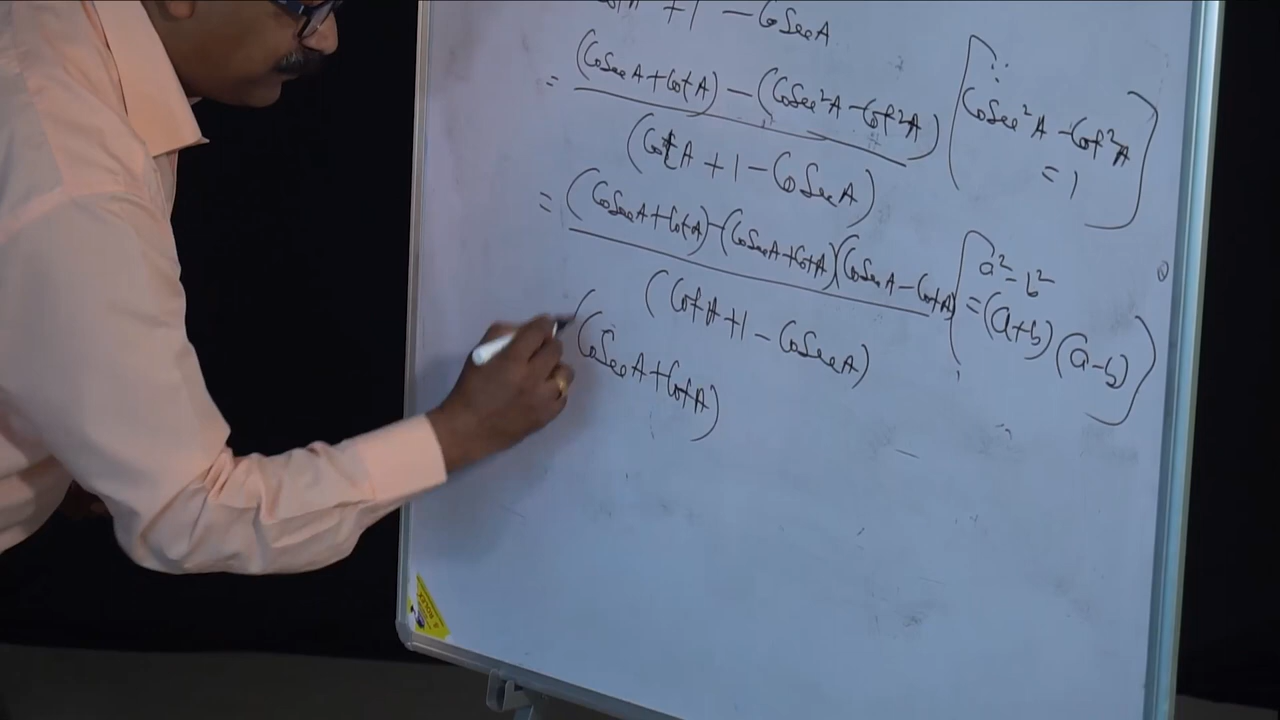 +1 - CosecA
= (CosecA + CotA) - (Cosec²A - Cot²A)
(CotA + 1 - CosecA)
[∵ Cosec²A - Cot²A
= 1]
= (CosecA + CotA) - (CosecA + CotA)(CosecA - CotA)
(CotA + 1 - CosecA)
[a² - b²
= (a+b)(a-b)]
(CosecA + CotA)
ROLEX